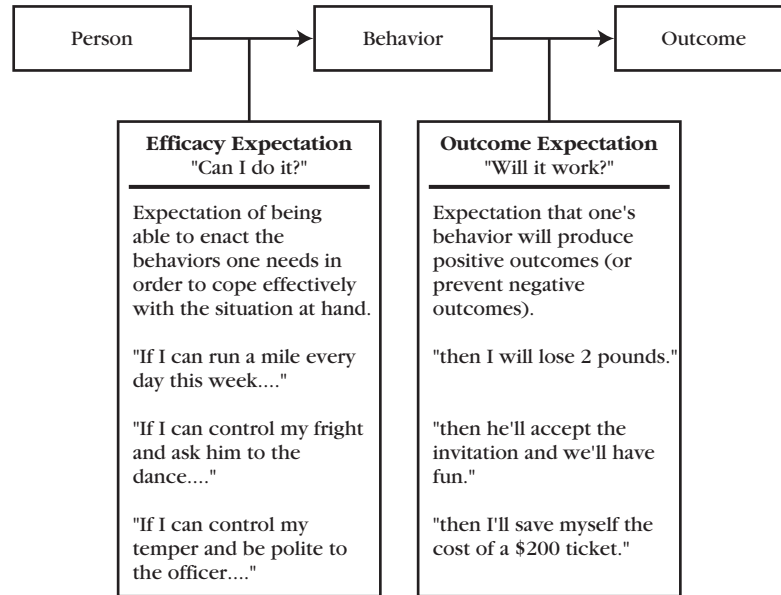 Person
Behavior
Outcome
Efficacy Expectation
"Can I do it?"
Expectation of being
able to enact the
behaviors one needs in
order to cope effectively
with the situation at hand.
"If I can run a mile every
day this week...."
"If I can control my fright
and ask him to the
dance...."
"If I can control my
temper and be polite to
the officer...."
Outcome Expectation
"Will it work?"
Expectation that one's
behavior will produce
positive outcomes (or
prevent negative
outcomes).
"then I will lose 2 pounds."
"then he'll accept the
invitation and we'll have
fun."
"then I'll save myself the
cost of a $200 ticket."